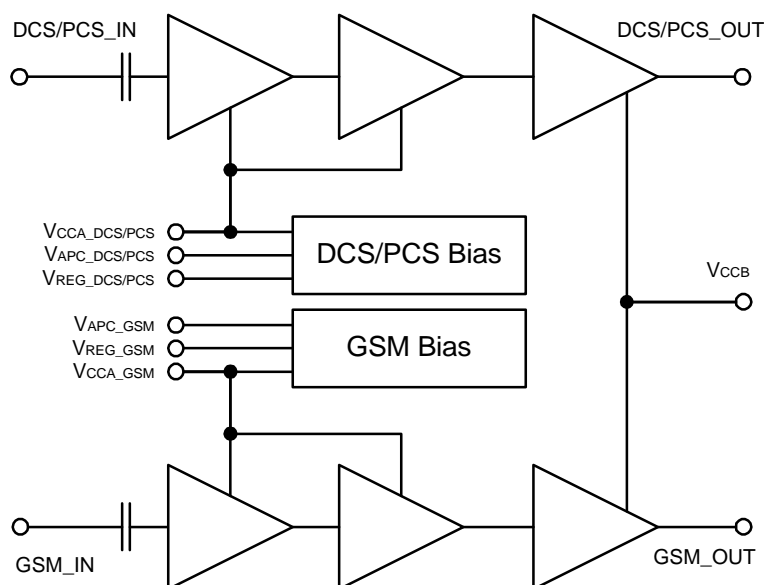 DCS/PCS_IN
DCS/PCS_OUT
VCCA_DCS/PCS
VAPC_DCS/PCS
VREG_DCS/PCS
DCS/PCS Bias
VCCB
VAPC_GSM
VREG_GSM
VCCA_GSM
GSM Bias
GSM_IN
GSM_OUT